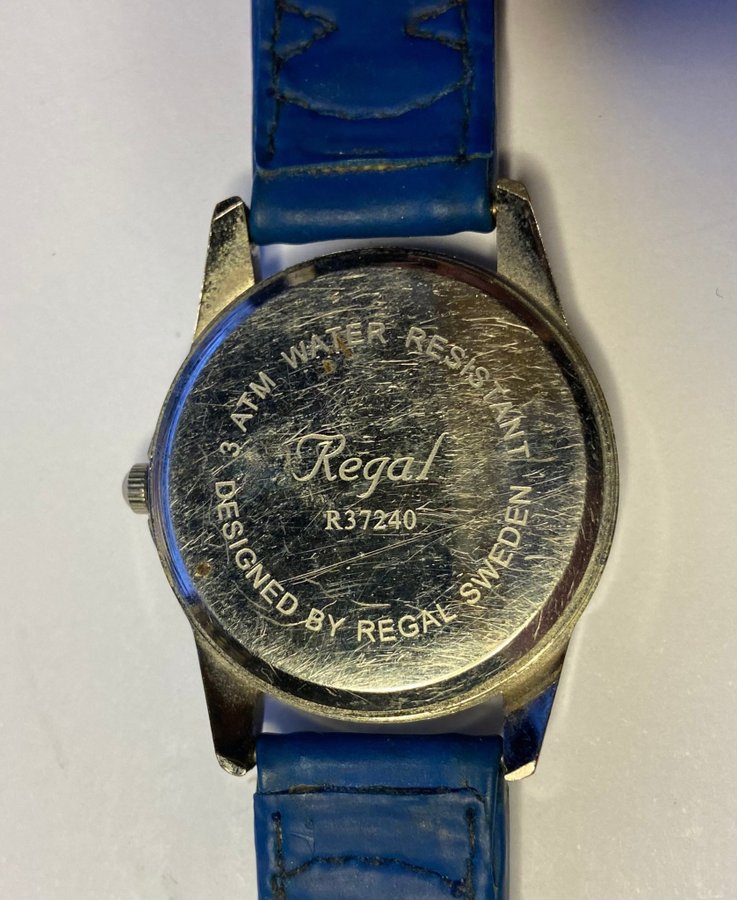 3 ATM WATER RESISTANT
Regal
R37240
DESIGNED BY REGAL SWEDEN